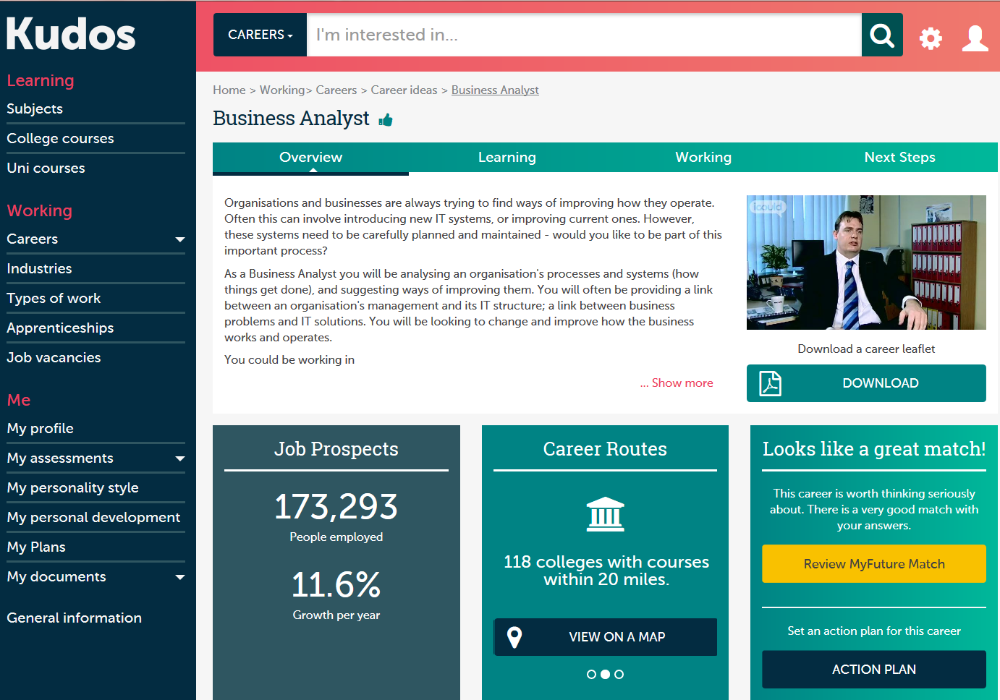 Kudos
Learning
Subjects
College courses
Uni courses
Working
Careers
Industries
Types of work
Apprenticeships
Job vacancies
Me
My profile
My assessments
My personality style
My personal development
My Plans
My documents
General information
CAREERS
I'm interested in...
Home > Working> Careers > Career ideas > Business Analyst
Business Analyst
Overview Learning Working Next Steps
Organisations and businesses are always trying to find ways of improving how they operate.
Often this can involve introducing new IT systems, or improving current ones. However,
these systems need to be carefully planned and maintained - would you like to be part of this
important process?
As a Business Analyst you will be analysing an organisation's processes and systems (how
things get done), and suggesting ways of improving them. You will often be providing a link
between an organisation's management and its IT structure; a link between business
problems and IT solutions. You will be looking to change and improve how the business
works and operates.
You could be working in
... Show more
icould
Download a career leaflet
DOWNLOAD
Job Prospects
173,293
People employed
11.6%
Growth per year
Career Routes
118 colleges with courses
within 20 miles.
VIEW ON A MAP
Looks like a great match!
This career is worth thinking seriously
about. There is a very good match with
your answers.
Review MyFuture Match
Set an action plan for this career
ACTION PLAN